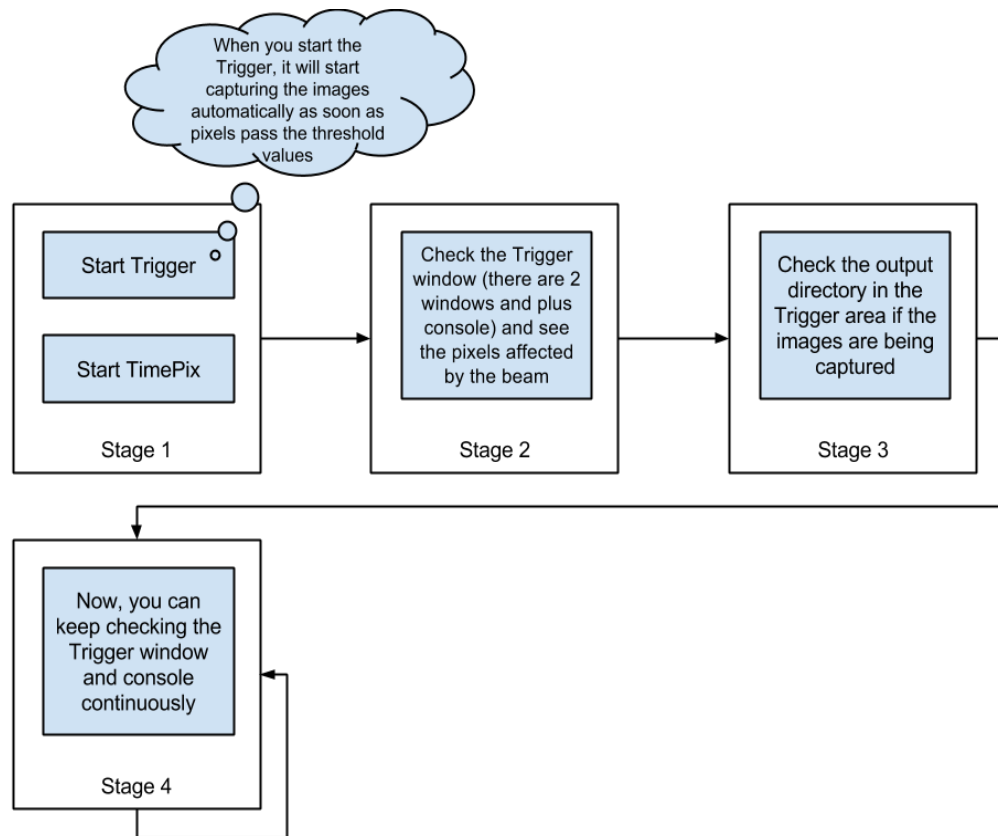 When you start the
Trigger, it will start
capturing the images
automatically as soon as
pixels pass the threshold
values
Start Trigger
Start TimePix
Stage 1
Check the Trigger
window (there are 2
windows and plus
console) and see
the pixels affected
by the beam
Stage 2
Check the output
directory in the
Trigger area if the
images are being
captured
Stage 3
Now, you can
keep checking the
Trigger window
and console
continuously
Stage 4